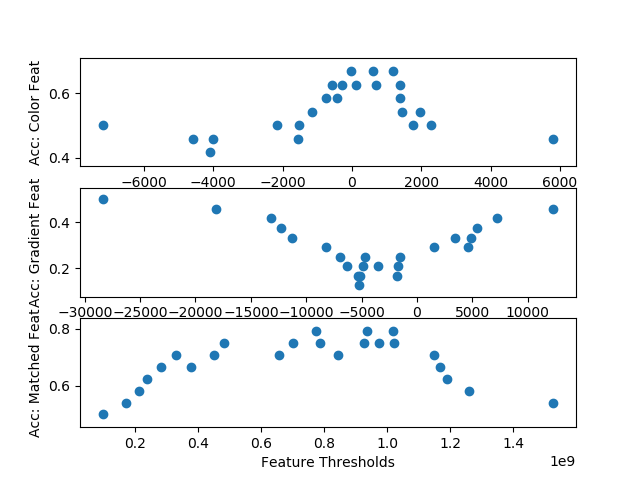 Acc: Color Feat
0.6
0.4
−6000 −4000 −2000 0 2000 4000 6000
Acc: Gradient Feat
0.4
0.2
−30000 −25000 −20000 −15000 −10000 −5000 0 5000 10000
Acc: Matched Feat
0.8
0.6
0.2 0.4 0.6 0.8 1.0 1.2 1.4
1e9
Feature Thresholds